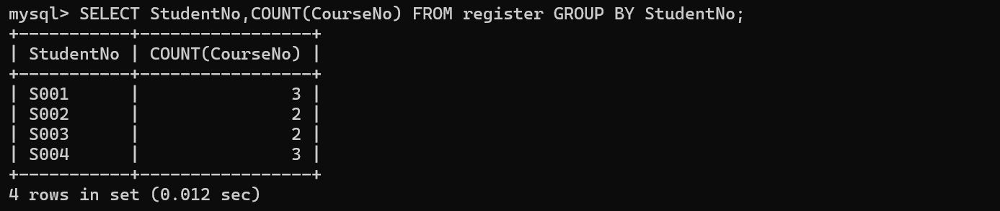 mysql> SELECT StudentNo,COUNT(CourseNo) FROM register GROUP BY StudentNo;
+-----------+-----------------+
| StudentNo | COUNT(CourseNo) |
+-----------+-----------------+
| S001      |               3 |
| S002      |               2 |
| S003      |               2 |
| S004      |               3 |
+-----------+-----------------+
4 rows in set (0.012 sec)